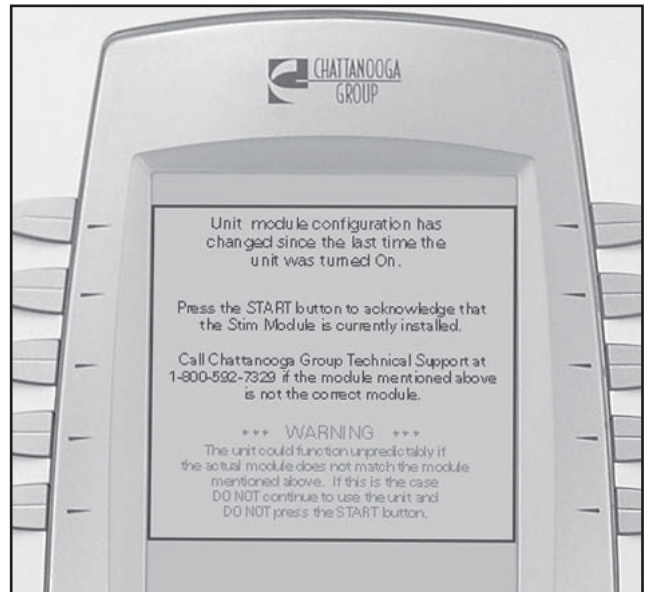 CHATTANOOGA
GROUP
Unit module configuration has
changed since the last time the
unit was turned On.
Press the START button to acknowledge that
the Stim Module is currently installed.
Call Chattanooga Group Technical Support at
1-800-592-7329 if the module mentioned above
is not the correct module.
*** WARNING ***
The unit could function unpredictably if
the actual module does not match the module
mentioned above. If this is the case
DO NOT continue to use the unit and
DO NOT press the START button.